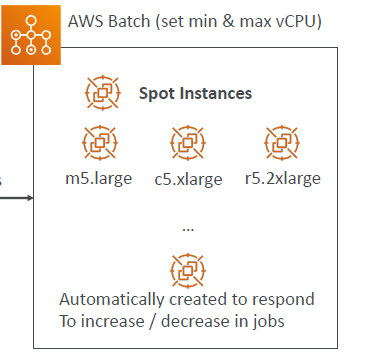 AWS Batch (set min & max vCPU)
Spot Instances
m5.large c5.xlarge r5.2xlarge
...
Automatically created to respond
To increase / decrease in jobs